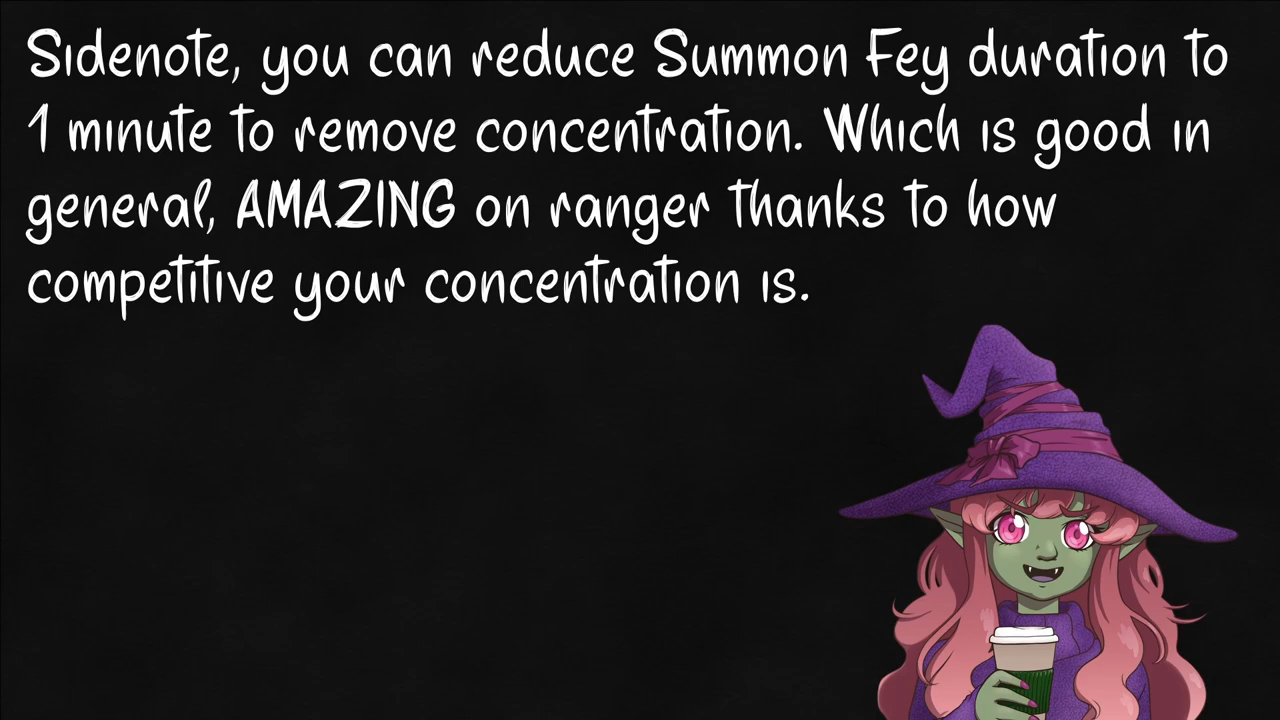 Sidenote, you can reduce Summon Fey duration to
1 minute to remove concentration. Which is good in
general, AMAZING on ranger thanks to how
competitive your concentration is.